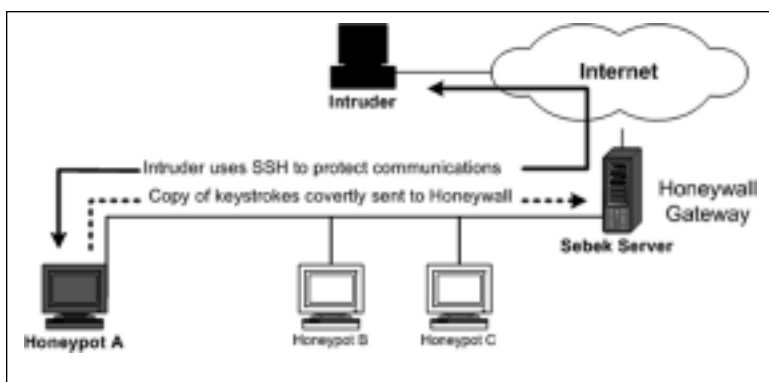 Internet
Intruder
Intruder uses SSH to protect communications
Copy of keystrokes covertly sent to Honeywall
Honeywall
Gateway
Sebek Server
Honeypot A
Honeypot B
Honeypot C